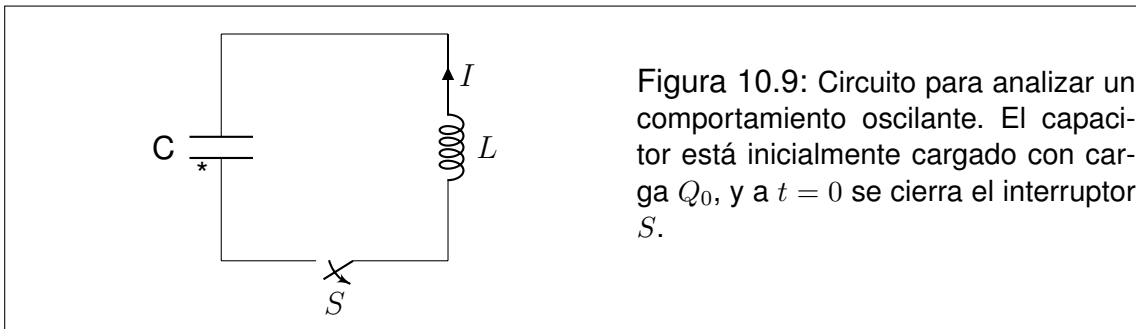 C
*
I
L
S
Figura 10.9: Circuito para analizar un
comportamiento oscilante. El capaci-
tor está inicialmente cargado con car-
ga Q₀, y a t = 0 se cierra el interruptor
S.